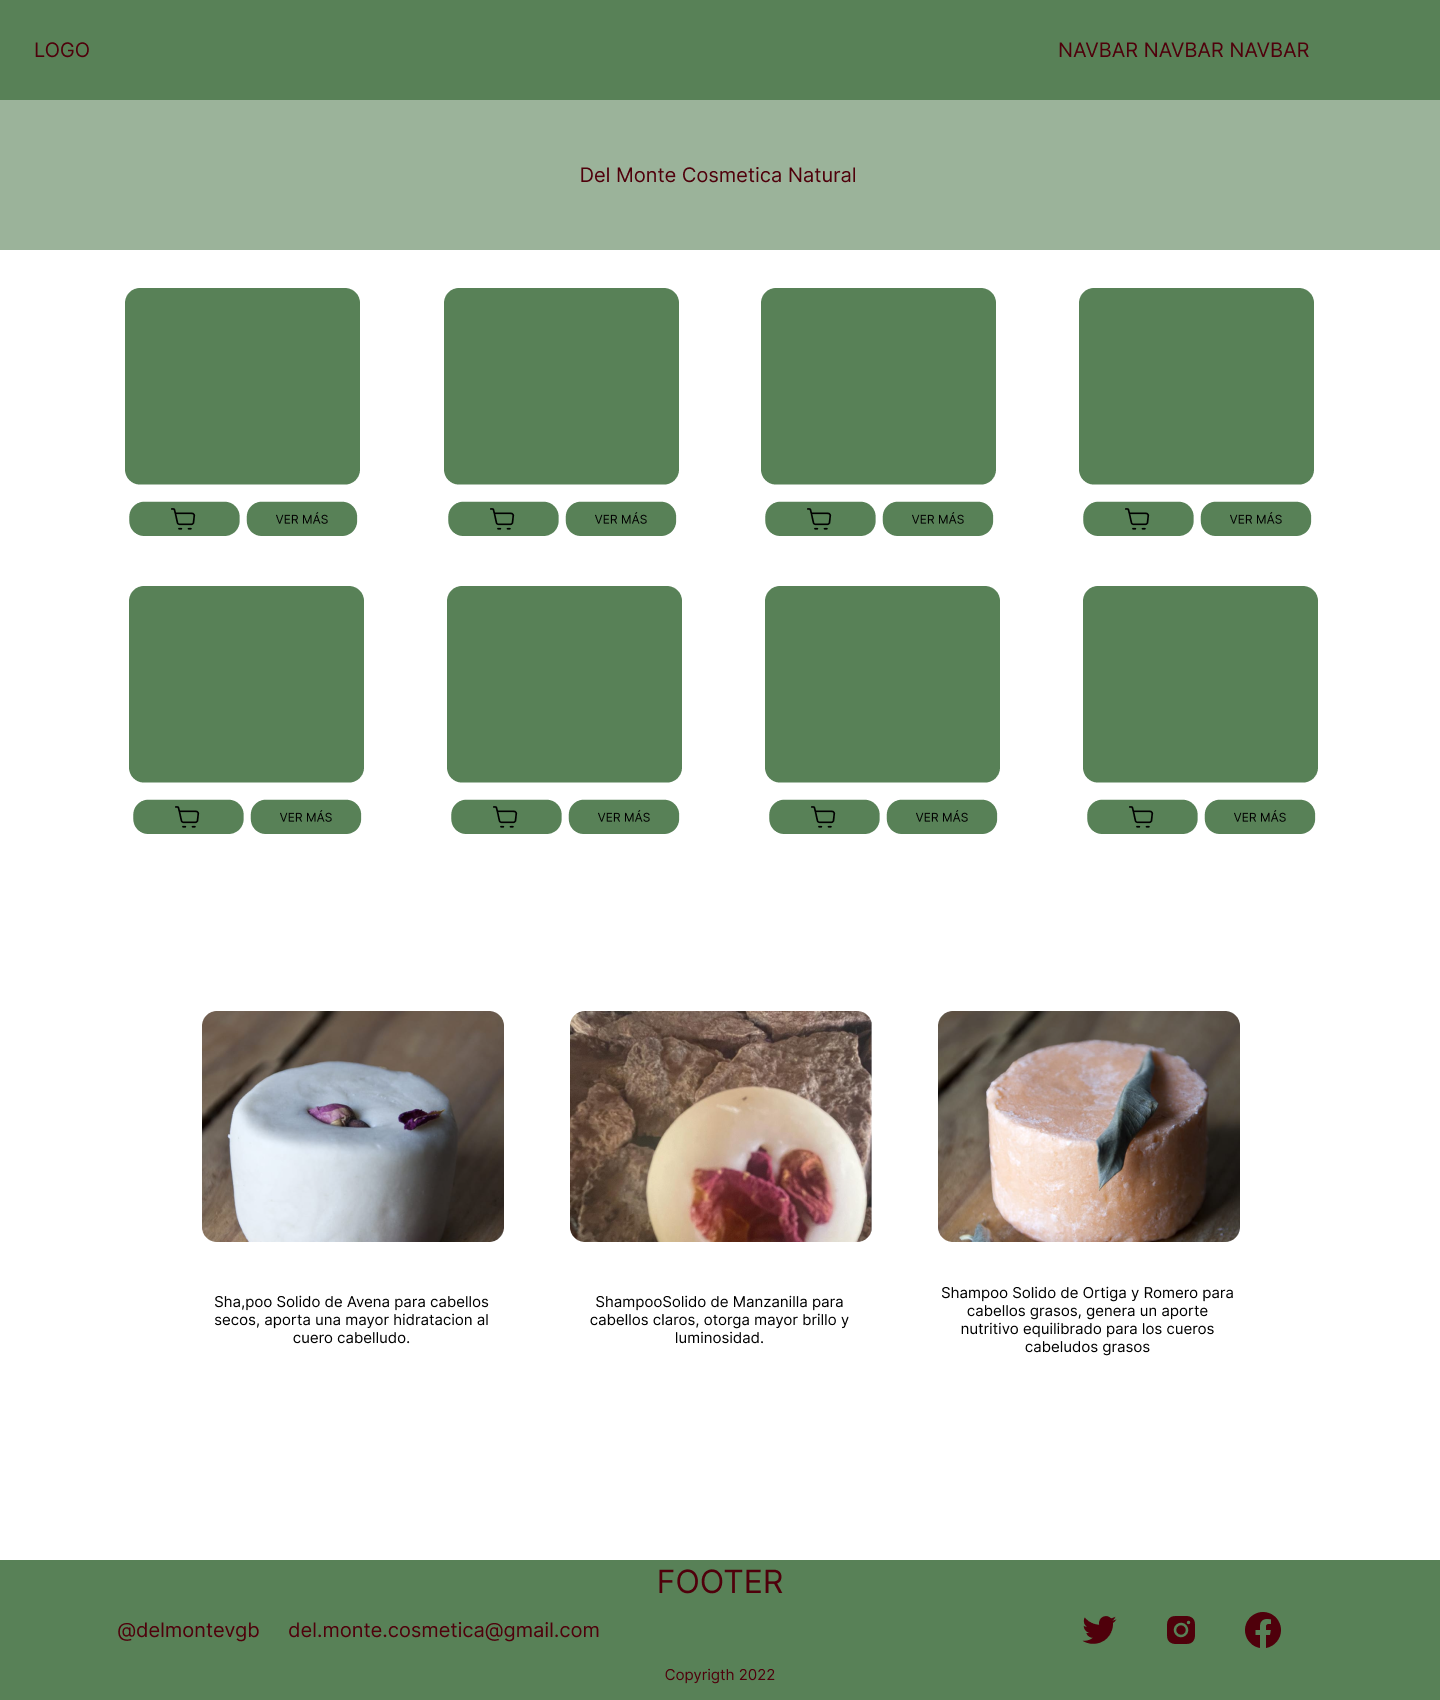 LOGO
NAVBAR NAVBAR NAVBAR
Del Monte Cosmetica Natural
VER MÁS
VER MÁS
VER MÁS
VER MÁS
VER MÁS
VER MÁS
VER MÁS
VER MÁS
Sha,poo Solido de Avena para cabellos
secos, aporta una mayor hidratacion al
cuero cabelludo.
ShampooSolido de Manzanilla para
cabellos claros, otorga mayor brillo y
luminosidad.
Shampoo Solido de Ortiga y Romero para
cabellos grasos, genera un aporte
nutritivo equilibrado para los cueros
cabeludos grasos
FOOTER
@delmontevgb
del.monte.cosmetica@gmail.com
Copyrigth 2022